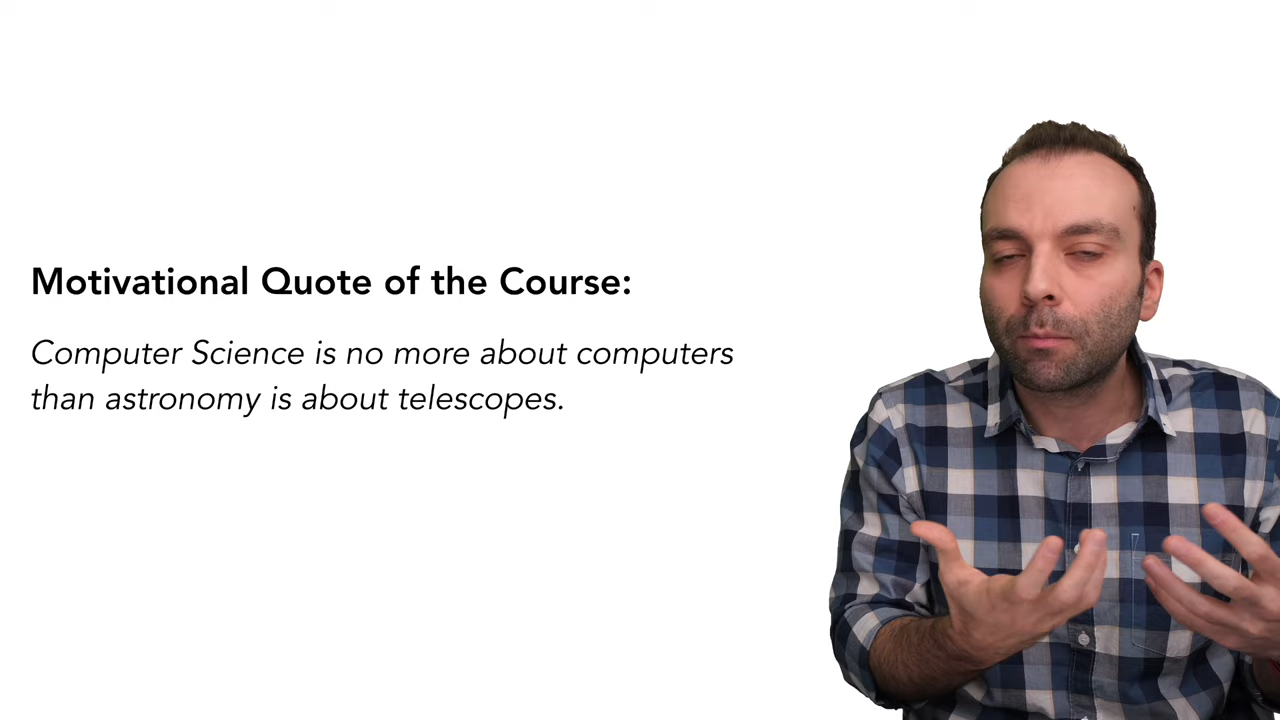 Motivational Quote of the Course:
Computer Science is no more about computers
than astronomy is about telescopes.